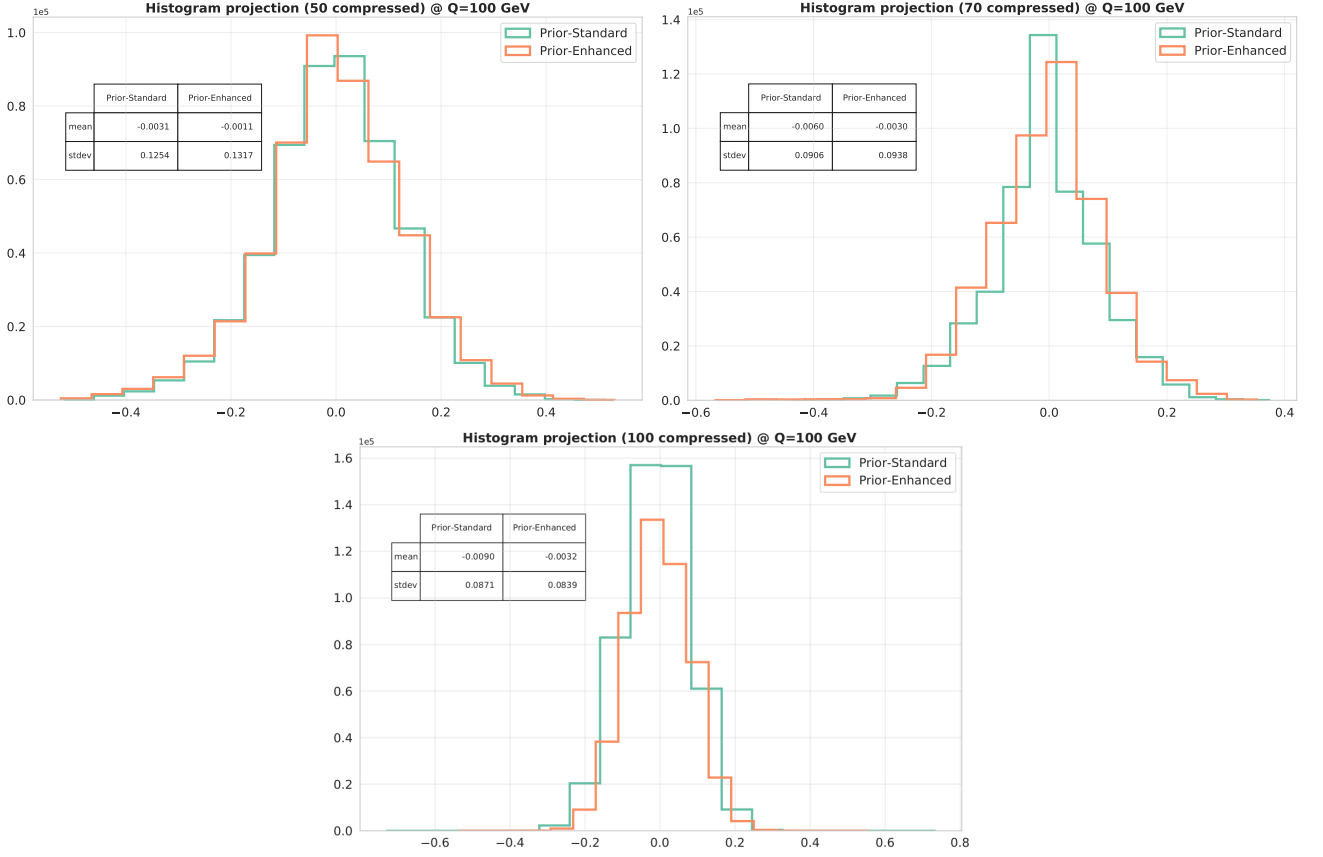 Histogram projection (50 compressed) @ Q=100 GeV
1e5
Prior-Standard
Prior-Enhanced
Prior-Standard Prior-Enhanced
mean -0.0031 -0.0011
stdev 0.1254 0.1317
1.0
0.8
0.6
0.4
0.2
0.0
−0.4 −0.2 0.0 0.2 0.4
Histogram projection (70 compressed) @ Q=100 GeV
1e5
Prior-Standard
Prior-Enhanced
Prior-Standard Prior-Enhanced
mean -0.0060 -0.0030
stdev 0.0906 0.0938
1.4
1.2
1.0
0.8
0.6
0.4
0.2
0.0
−0.6 −0.4 −0.2 0.0 0.2 0.4
Histogram projection (100 compressed) @ Q=100 GeV
1e5
Prior-Standard
Prior-Enhanced
Prior-Standard Prior-Enhanced
mean -0.0090 -0.0032
stdev 0.0871 0.0839
1.6
1.4
1.2
1.0
0.8
0.6
0.4
0.2
0.0
−0.6 −0.4 −0.2 0.0 0.2 0.4 0.6 0.8